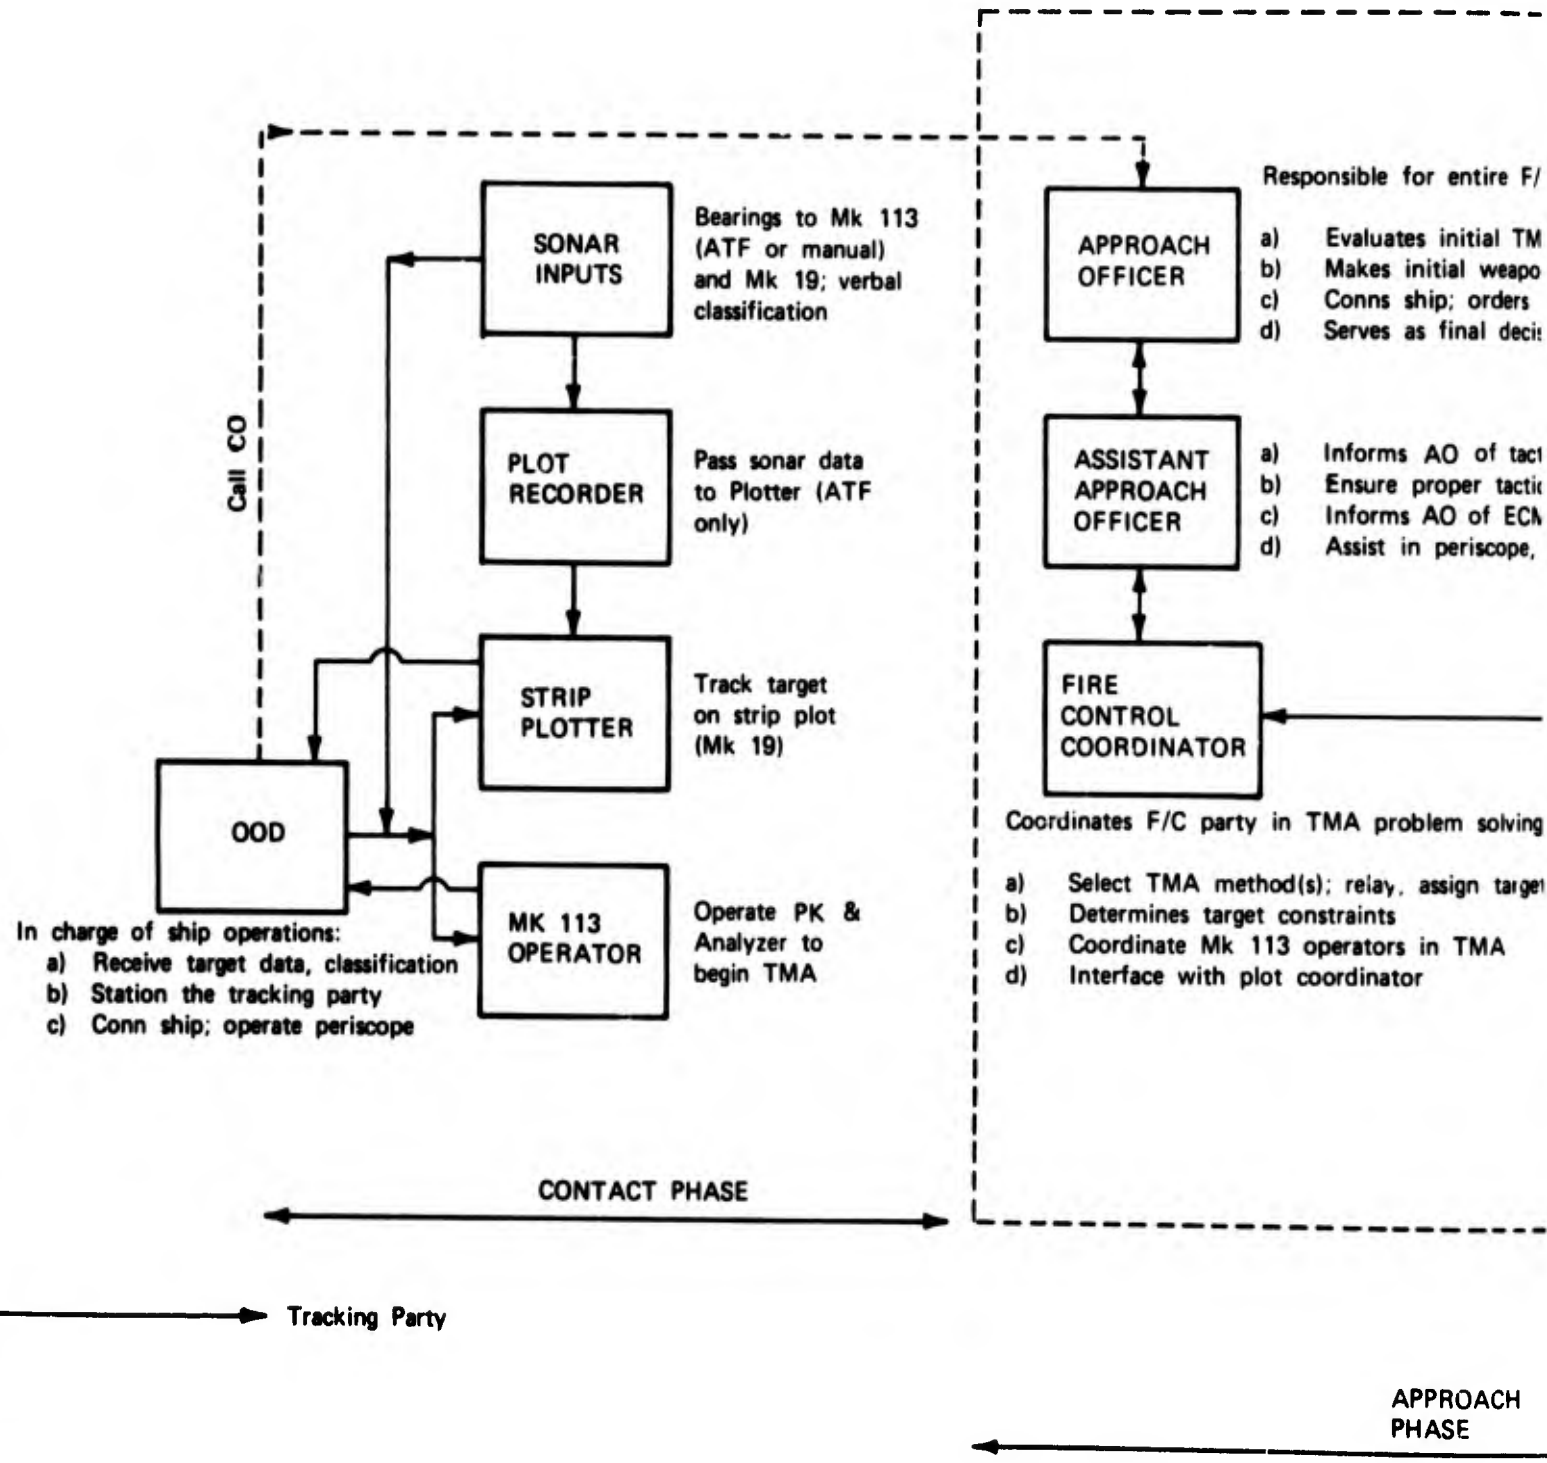 Call CO
SONAR
INPUTS
Bearings to Mk 113
(ATF or manual)
and Mk 19; verbal
classification
PLOT
RECORDER
Pass sonar data
to Plotter (ATF
only)
STRIP
PLOTTER
Track target
on strip plot
(Mk 19)
OOD
In charge of ship operations:
a) Receive target data, classification
b) Station the tracking party
c) Conn ship; operate periscope
MK 113
OPERATOR
Operate PK &
Analyzer to
begin TMA
CONTACT PHASE
Tracking Party
APPROACH
OFFICER
Responsible for entire F/
a) Evaluates initial TM
b) Makes initial weapo
c) Conns ship; orders
d) Serves as final decis
ASSISTANT
APPROACH
OFFICER
a) Informs AO of tact
b) Ensure proper tactic
c) Informs AO of ECM
d) Assist in periscope,
FIRE
CONTROL
COORDINATOR
Coordinates F/C party in TMA problem solving
a) Select TMA method(s); relay, assign target
b) Determines target constraints
c) Coordinate Mk 113 operators in TMA
d) Interface with plot coordinator
APPROACH
PHASE